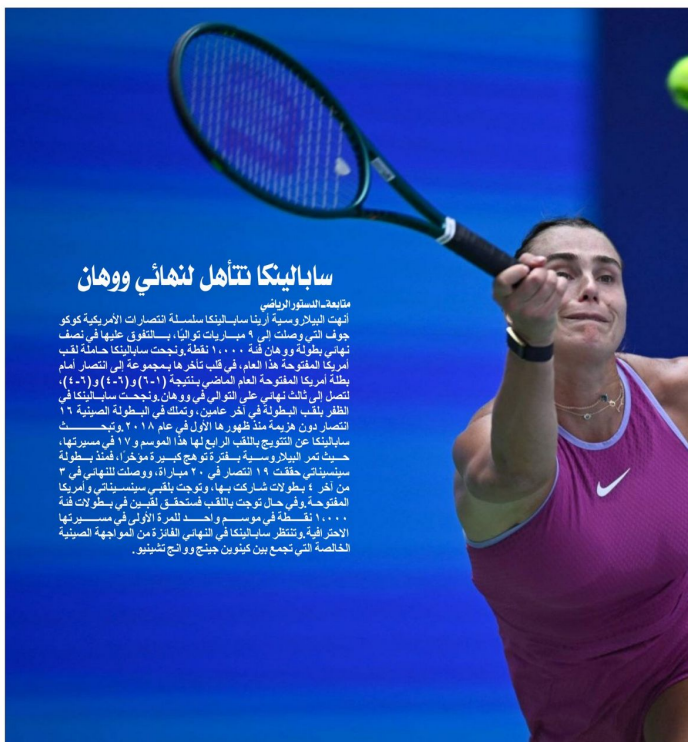 سابالينكا تتأهل لنهائي ووهان
متابعة-الدستور الرياضي
أنهت البيلاروسية أرينا سابالينكا سلسلة انتصارات الأمريكية كوكو
جوف التي وصلت إلى ٩ مباريات تواليًا، بالتفوق عليها في نصف
نهائي بطولة ووهان فئة ١٠٠٠ نقطة.ونجحت سابالينكا حاملة لقب
أمريكا المفتوحة هذا العام، في قلب تأخرها بمجموعة إلى انتصار أمام
بطلة أمريكا المفتوحة العام الماضي بنتيجة (١-٦) و(٦-٤) و(٦-٤)،
لتصل إلى ثالث نهائي على التوالي في ووهان.ونجحت سابالينكا في
الظفر بلقب البطولة في آخر عامين، وتملك في البطولة الصينية ١٦
انتصار دون هزيمة منذ ظهورها الأول في عام ٢٠١٨.وتبحث
سابالينكا عن التتويج باللقب الرابع لها هذا الموسم و١٧ في مسيرتها،
حيث تمر البيلاروسية بفترة توهج كبيرة مؤخرًا، فمنذ بطولة
سينسيناتي حققت ١٩ انتصار في ٢٠ مباراة، ووصلت للنهائي في ٣
من آخر ٤ بطولات شاركت بها، وتوجت بلقبي سينسيناتي وأمريكا
المفتوحة.وفي حال توجت باللقب فستحقق لقبين في بطولات فئة
١٠٠٠ نقطة في موسم واحد للمرة الأولى في مسيرتها
الاحترافية.وتنتظر سابالينكا في النهائي الفائزة من المواجهة الصينية
الخالصة التي تجمع بين كينوين جينج ووانج تشينيو.